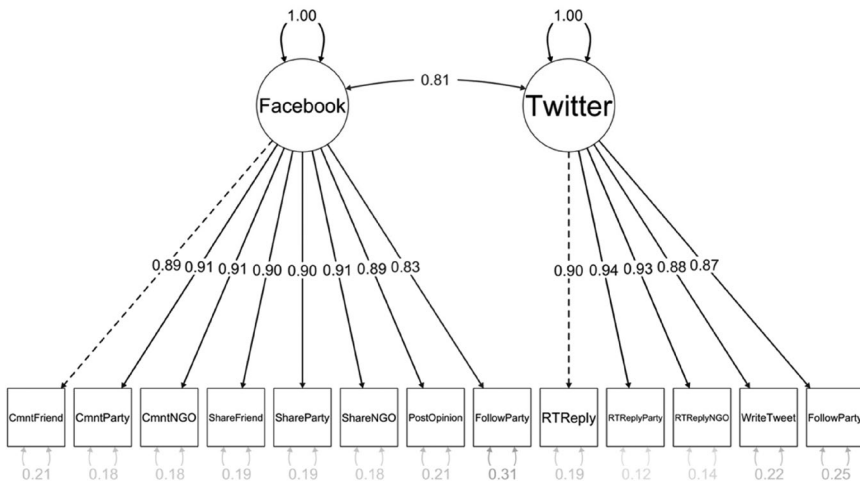 1.00 1.00
0.81
Facebook Twitter
0.89 0.91 0.91 0.90 0.90 0.91 0.89 0.83 0.90 0.94 0.93 0.88 0.87
CmntFriend CmntParty CmntNGO ShareFriend ShareParty ShareNGO PostOpinion FollowParty RTReply RTReplyParty RTReplyNGO WriteTweet FollowParty
0.21 0.18 0.18 0.19 0.19 0.18 0.21 0.31 0.19 0.12 0.14 0.22 0.25